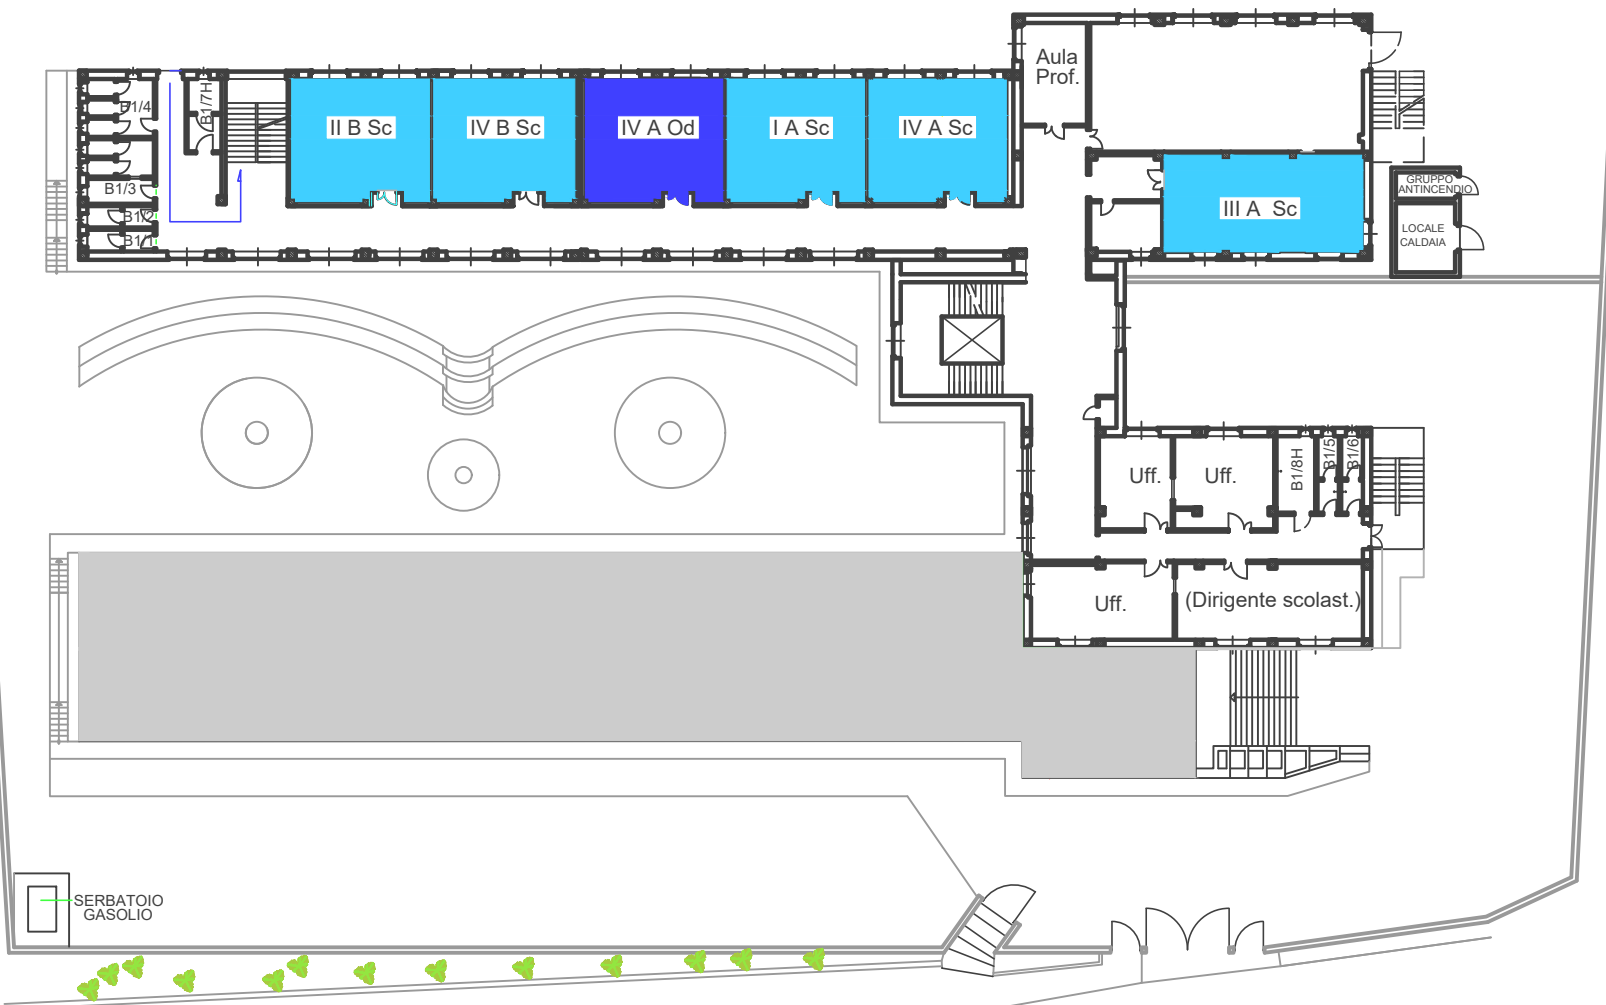 Aula
Prof.
B1/4
B1/7H
II B Sc
IV B Sc
IV A Od
I A Sc
IV A Sc
B1/3
B1/2
B1/1
III A Sc
GRUPPO
ANTINCENDIO
LOCALE
CALDAIA
Uff.
Uff.
B1/8H
B1/5
B1/6
Uff.
(Dirigente scolast.)
SERBATOIO
GASOLIO